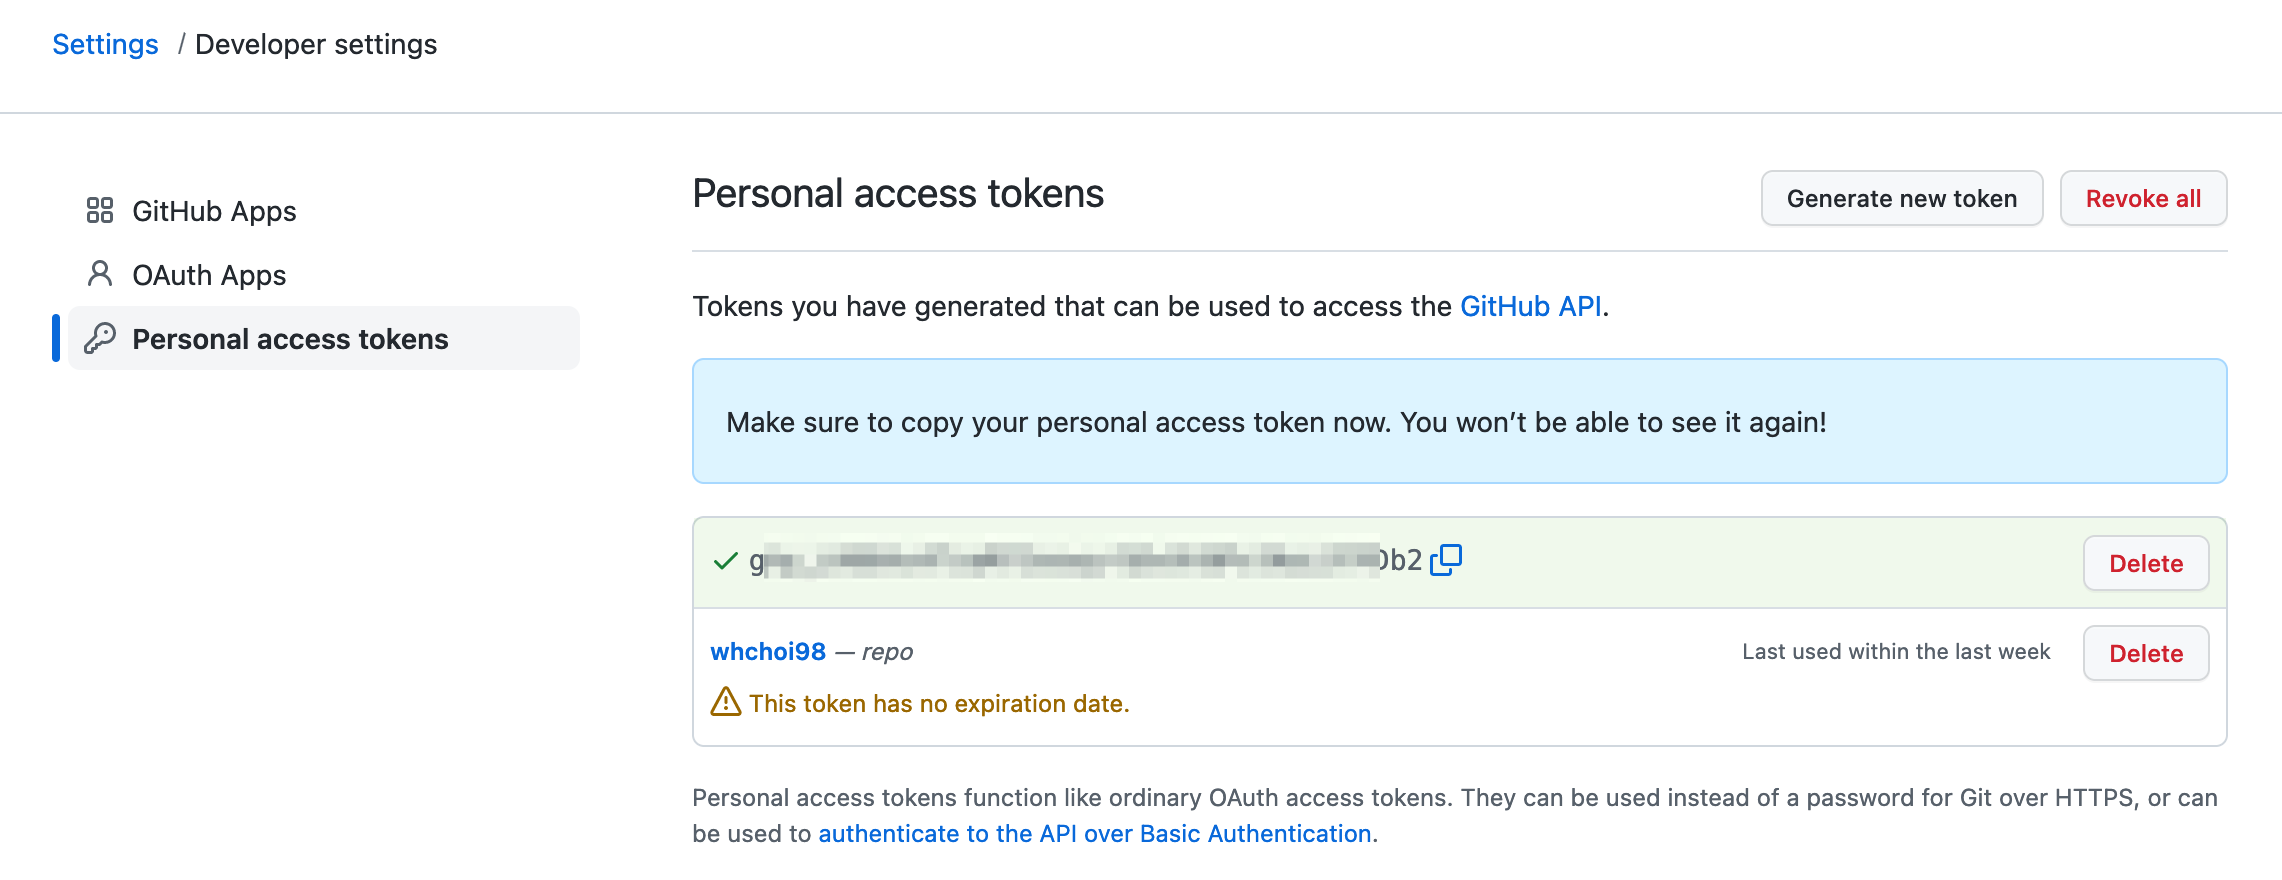 Settings / Developer settings
GitHub Apps
OAuth Apps
Personal access tokens
Personal access tokens
Generate new token
Revoke all
Tokens you have generated that can be used to access the GitHub API.
Make sure to copy your personal access token now. You won’t be able to see it again!
Delete
whchoi98 — repo
Last used within the last week
Delete
This token has no expiration date.
Personal access tokens function like ordinary OAuth access tokens. They can be used instead of a password for Git over HTTPS, or can
be used to authenticate to the API over Basic Authentication.